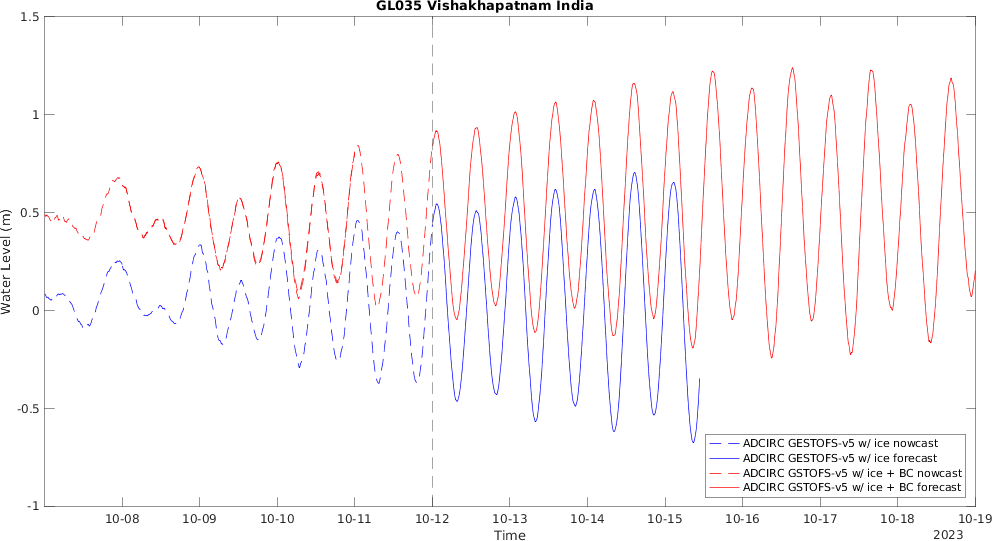 GL035 Vishakhapatnam India
1.5
1
0.5
0
-0.5
-1
Water Level (m)
ADCIRC GESTOFS-v5 w/ ice nowcast
ADCIRC GESTOFS-v5 w/ ice forecast
ADCIRC GSTOFS-v5 w/ ice + BC nowcast
ADCIRC GSTOFS-v5 w/ ice + BC forecast
10-08 10-09 10-10 10-11 10-12 10-13 10-14 10-15 10-16 10-17 10-18 10-19
Time
2023